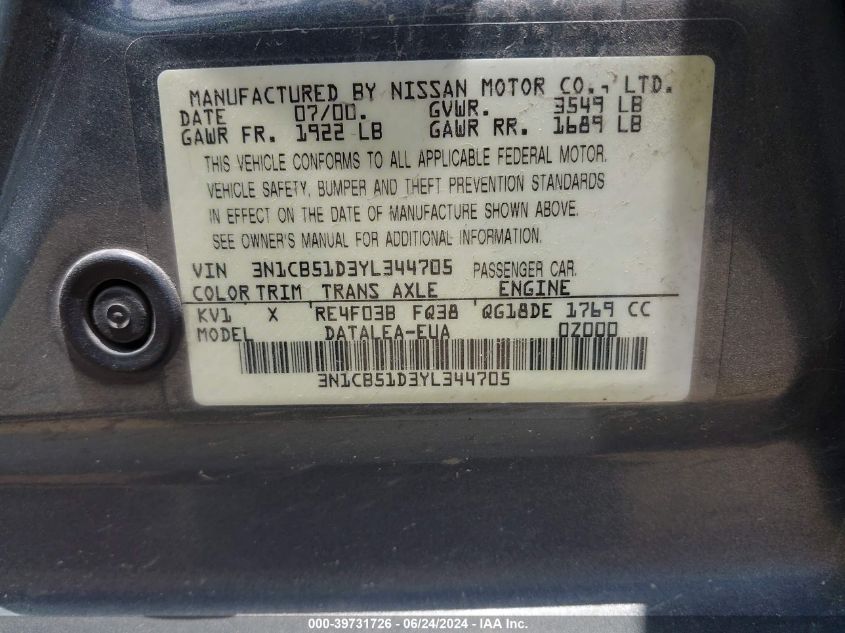 MANUFACTURED BY NISSAN MOTOR CO., LTD.
DATE 07/00. GVWR. 3549 LB
GAWR FR. 1922 LB GAWR RR. 1689 LB
THIS VEHICLE CONFORMS TO ALL APPLICABLE FEDERAL MOTOR.
VEHICLE SAFETY, BUMPER AND THEFT PREVENTION STANDARDS
IN EFFECT ON THE DATE OF MANUFACTURE SHOWN ABOVE.
SEE OWNER'S MANUAL FOR ADDITIONAL INFORMATION.
VIN 3N1CB51D3YL344705 PASSENGER CAR.
COLOR TRIM TRANS AXLE ENGINE
KV1 X RE4F03B FQ38 QG18DE 1769 CC
MODEL DATALEA-EUA 0Z000
3N1CB51D3YL344705
000-39731726 - 06/24/2024 - IAA Inc.